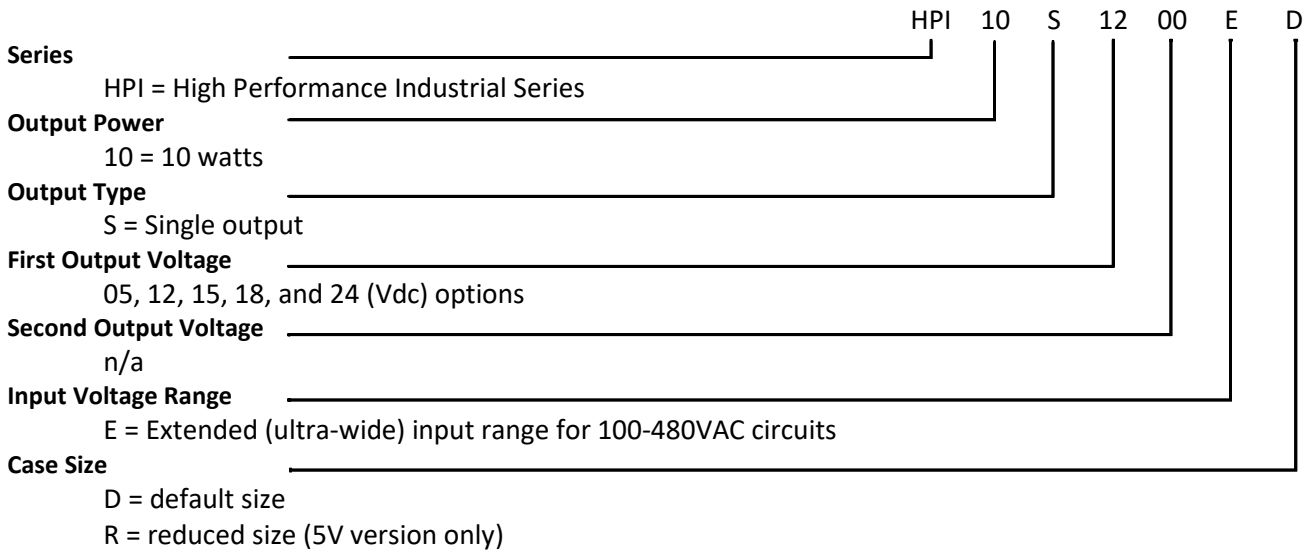 HPI 10 S 12 00 E D
Series
HPI = High Performance Industrial Series
Output Power
10 = 10 watts
Output Type
S = Single output
First Output Voltage
05, 12, 15, 18, and 24 (Vdc) options
Second Output Voltage
n/a
Input Voltage Range
E = Extended (ultra-wide) input range for 100-480VAC circuits
Case Size
D = default size
R = reduced size (5V version only)